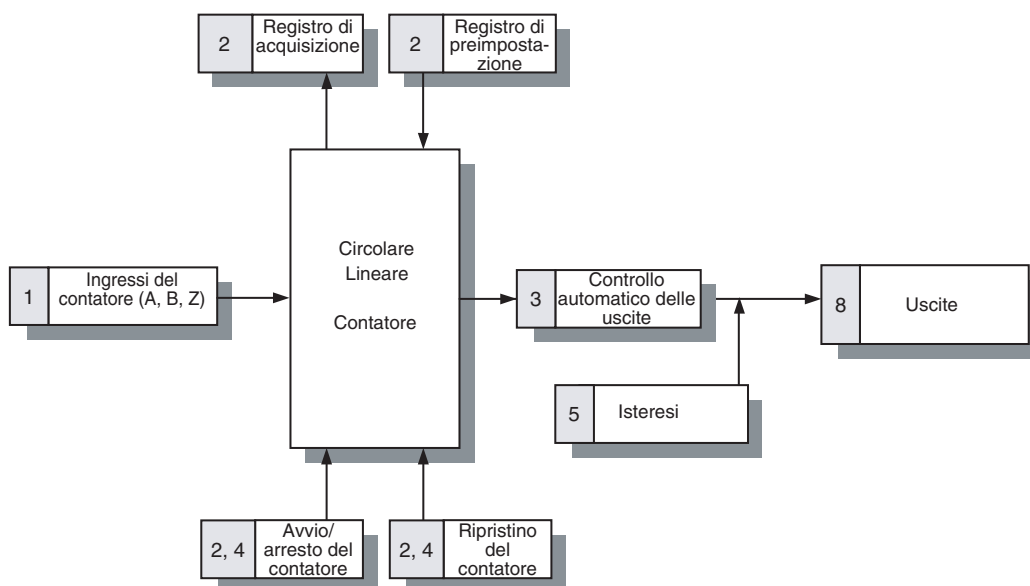 2
Registro di
acquisizione
2
Registro di
preimposta-
zione
Circolare
Lineare
Contatore
1
Ingressi del
contatore (A, B, Z)
3
Controllo
automatico delle
uscite
8
Uscite
5
Isteresi
2, 4
Avvio/
arresto del
contatore
2, 4
Ripristino
del
contatore